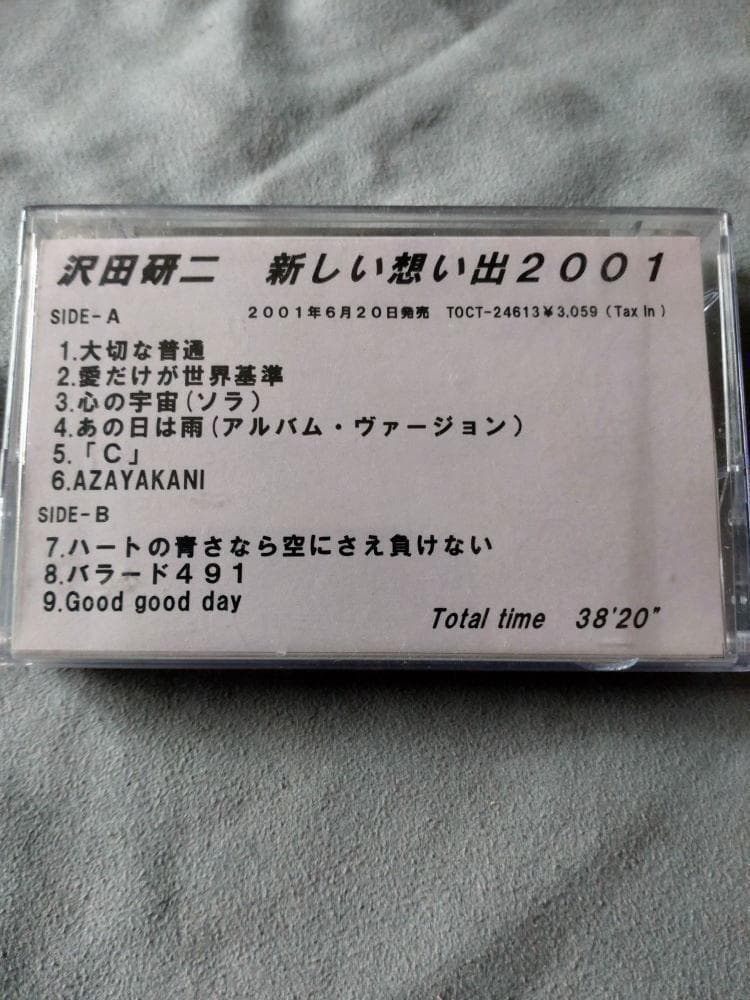 沢田研二　新しい想い出２００１
SIDE-A　２００１年６月２０日発売　TOCT-24613￥3,059（Tax In）
1.大切な普通
2.愛だけが世界基準
3.心の宇宙(ソラ)
4.あの日は雨(アルバム・ヴァージョン)
5.「Ｃ」
6.AZAYAKANI
SIDE-B
7.ハートの青さなら空にさえ負けない
8.バラード４９１
9.Good good day
Total time　38'20"